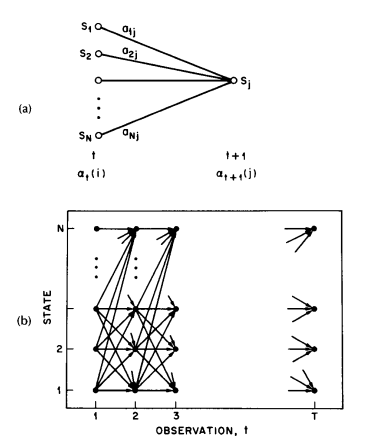 S1 a1j
S2 a2j
Sj
(a)
SN aNj
t t+1
αt(i) αt+1(j)
N
STATE
(b)
2
1
1 2 3 T
OBSERVATION, t